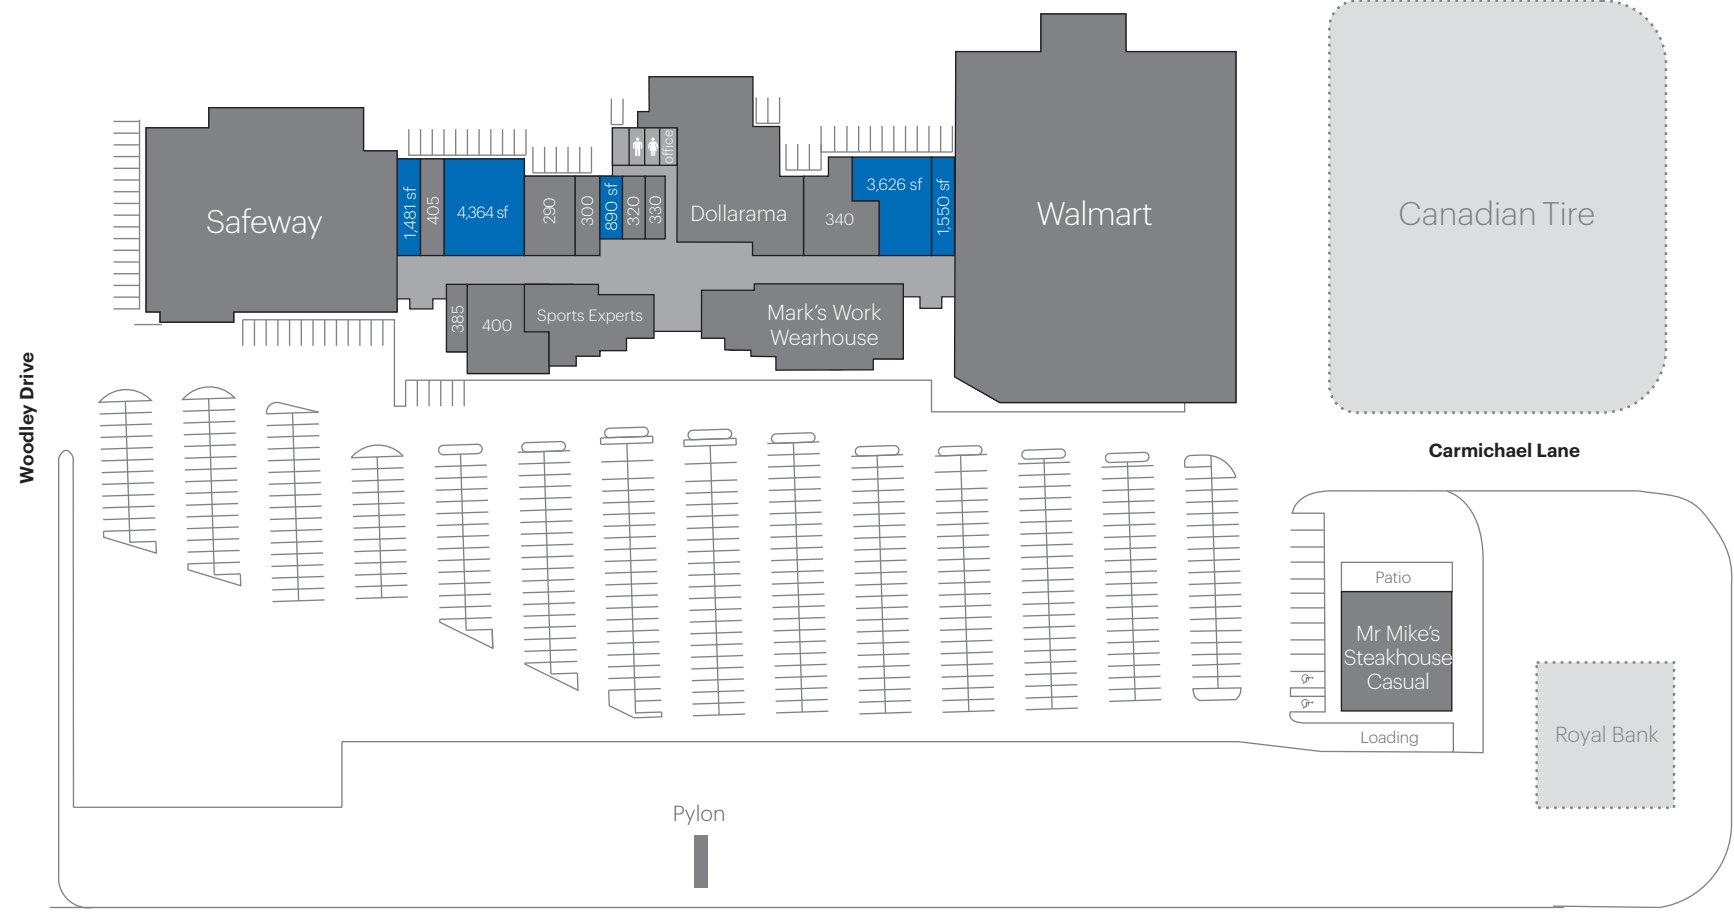 Canadian Tire
Safeway
1,481 sf
405
4,364 sf
290
300
890 sf
320
330
office
Dollarama
340
3,626 sf
1,550 sf
Walmart
385
400
Sports Experts
Mark's Work
Wearhouse
Woodley Drive
Carmichael Lane
Patio
Mr Mike's
Steakhouse
Casual
Loading
Royal Bank
Pylon